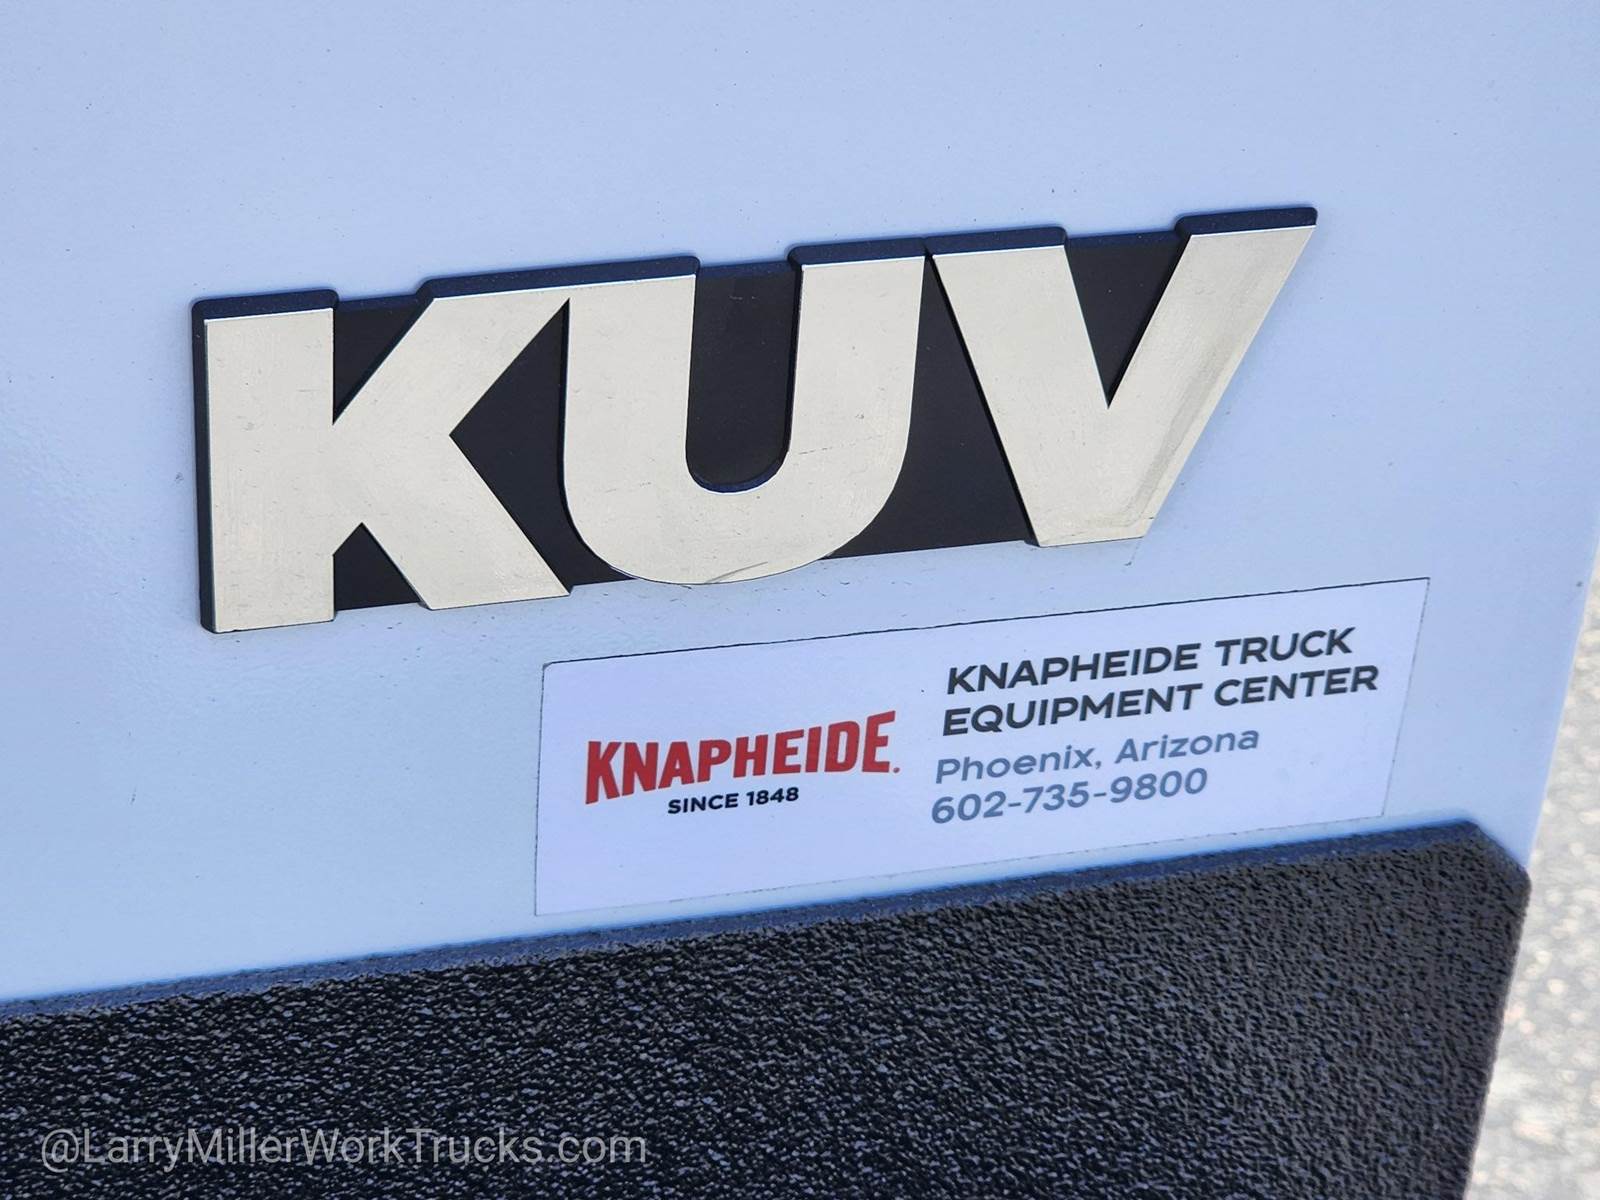 KUV
KNAPHEIDE.
SINCE 1848
KNAPHEIDE TRUCK
EQUIPMENT CENTER
Phoenix, Arizona
602-735-9800
@LarryMillerWorkTrucks.com